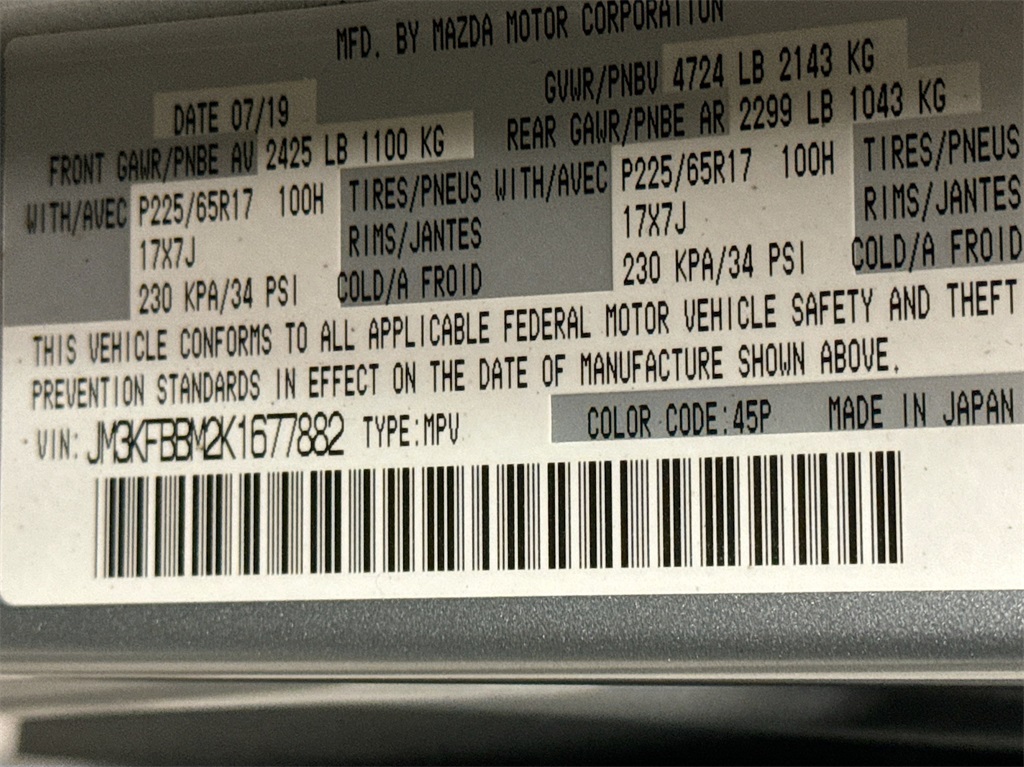 MFD. BY MAZDA MOTOR CORPORATION
DATE 07/19
GVWR/PNBV 4724 LB 2143 KG
FRONT GAWR/PNBE AV 2425 LB 1100 KG
REAR GAWR/PNBE AR 2299 LB 1043 KG
WITH/AVEC P225/65R17 100H TIRES/PNEUS
17X7J RIMS/JANTES
230 KPA/34 PSI COLD/A FROID
WITH/AVEC P225/65R17 100H TIRES/PNEUS
17X7J RIMS/JANTES
230 KPA/34 PSI COLD/A FROID
THIS VEHICLE CONFORMS TO ALL APPLICABLE FEDERAL MOTOR VEHICLE SAFETY AND THEFT
PREVENTION STANDARDS IN EFFECT ON THE DATE OF MANUFACTURE SHOWN ABOVE.
VIN: JM3KFBBM2K1677882 TYPE:MPV
COLOR CODE:45P MADE IN JAPAN